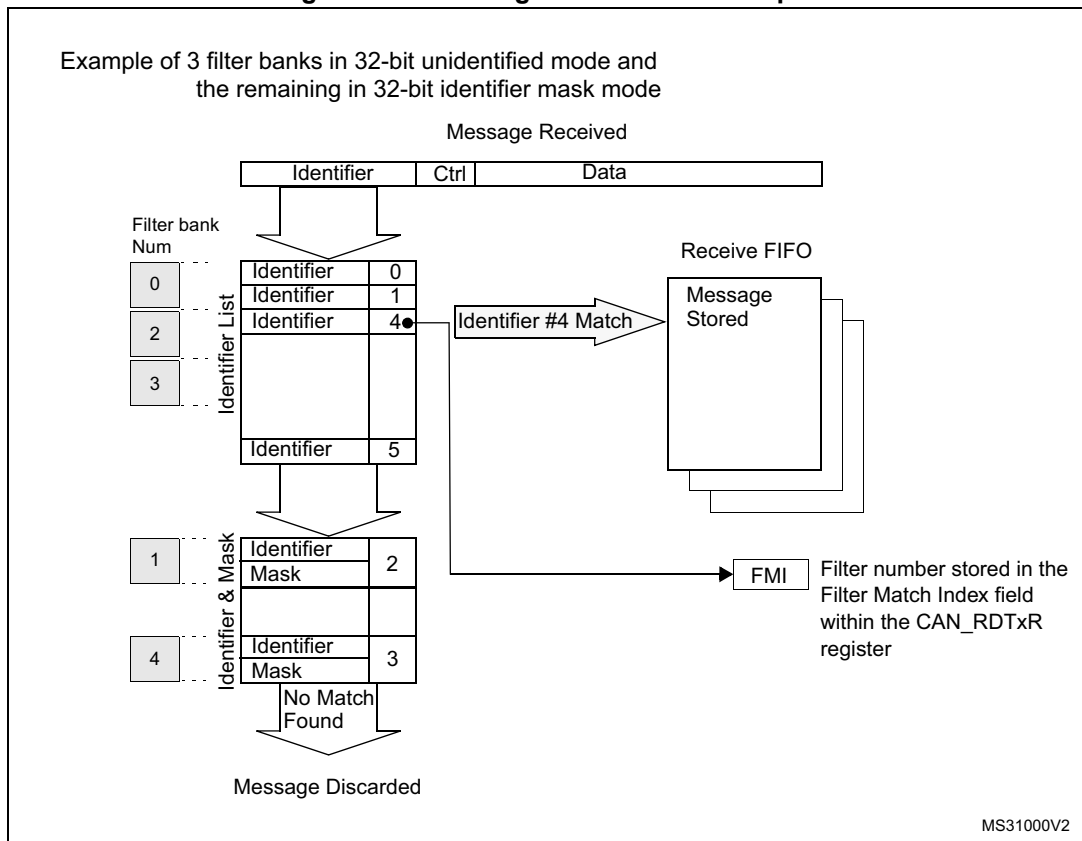 Example of 3 filter banks in 32-bit unidentified mode and
the remaining in 32-bit identifier mask mode
Message Received
Identifier Ctrl Data
Filter bank
Num
Receive FIFO
0
2
3
Identifier List
Identifier 0
Identifier 1
Identifier 4
Identifier 5
Identifier #4 Match
Message
Stored
1
4
Identifier & Mask
Identifier
Mask
2
Identifier
Mask
3
FMI
Filter number stored in the
Filter Match Index field
within the CAN_RDTxR
register
No Match
Found
Message Discarded
MS31000V2